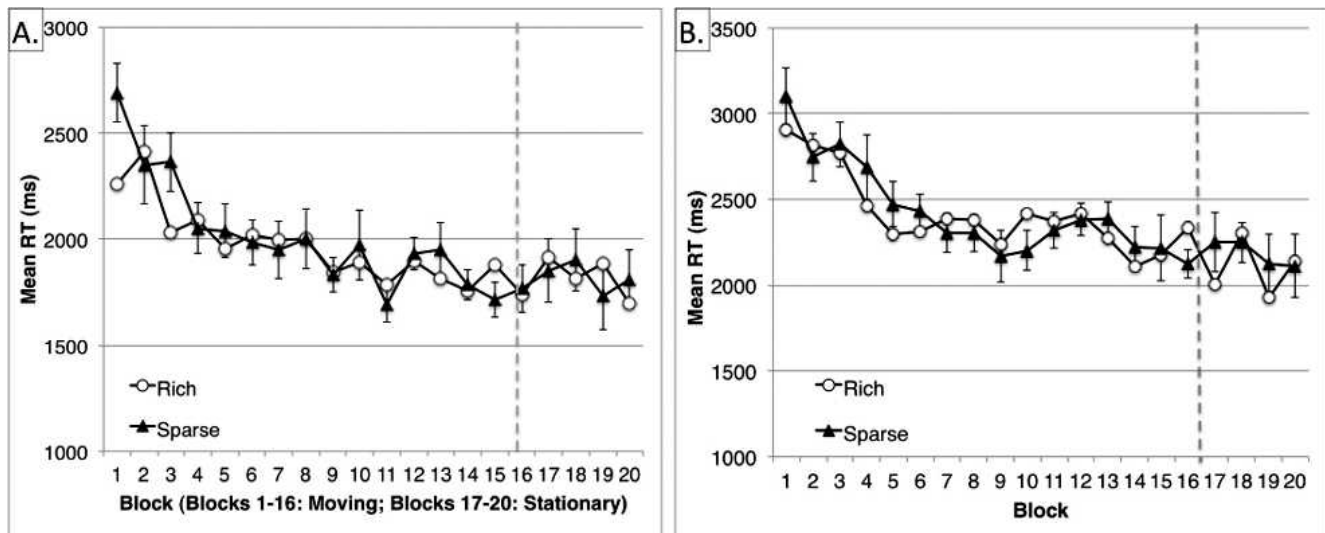 A.
3000
2500
2000
1500
1000
Mean RT (ms)
Rich
Sparse
1 2 3 4 5 6 7 8 9 10 11 12 13 14 15 16 17 18 19 20
Block (Blocks 1-16: Moving; Blocks 17-20: Stationary)
B.
3500
3000
2500
2000
1500
1000
Mean RT (ms)
Rich
Sparse
1 2 3 4 5 6 7 8 9 10 11 12 13 14 15 16 17 18 19 20
Block